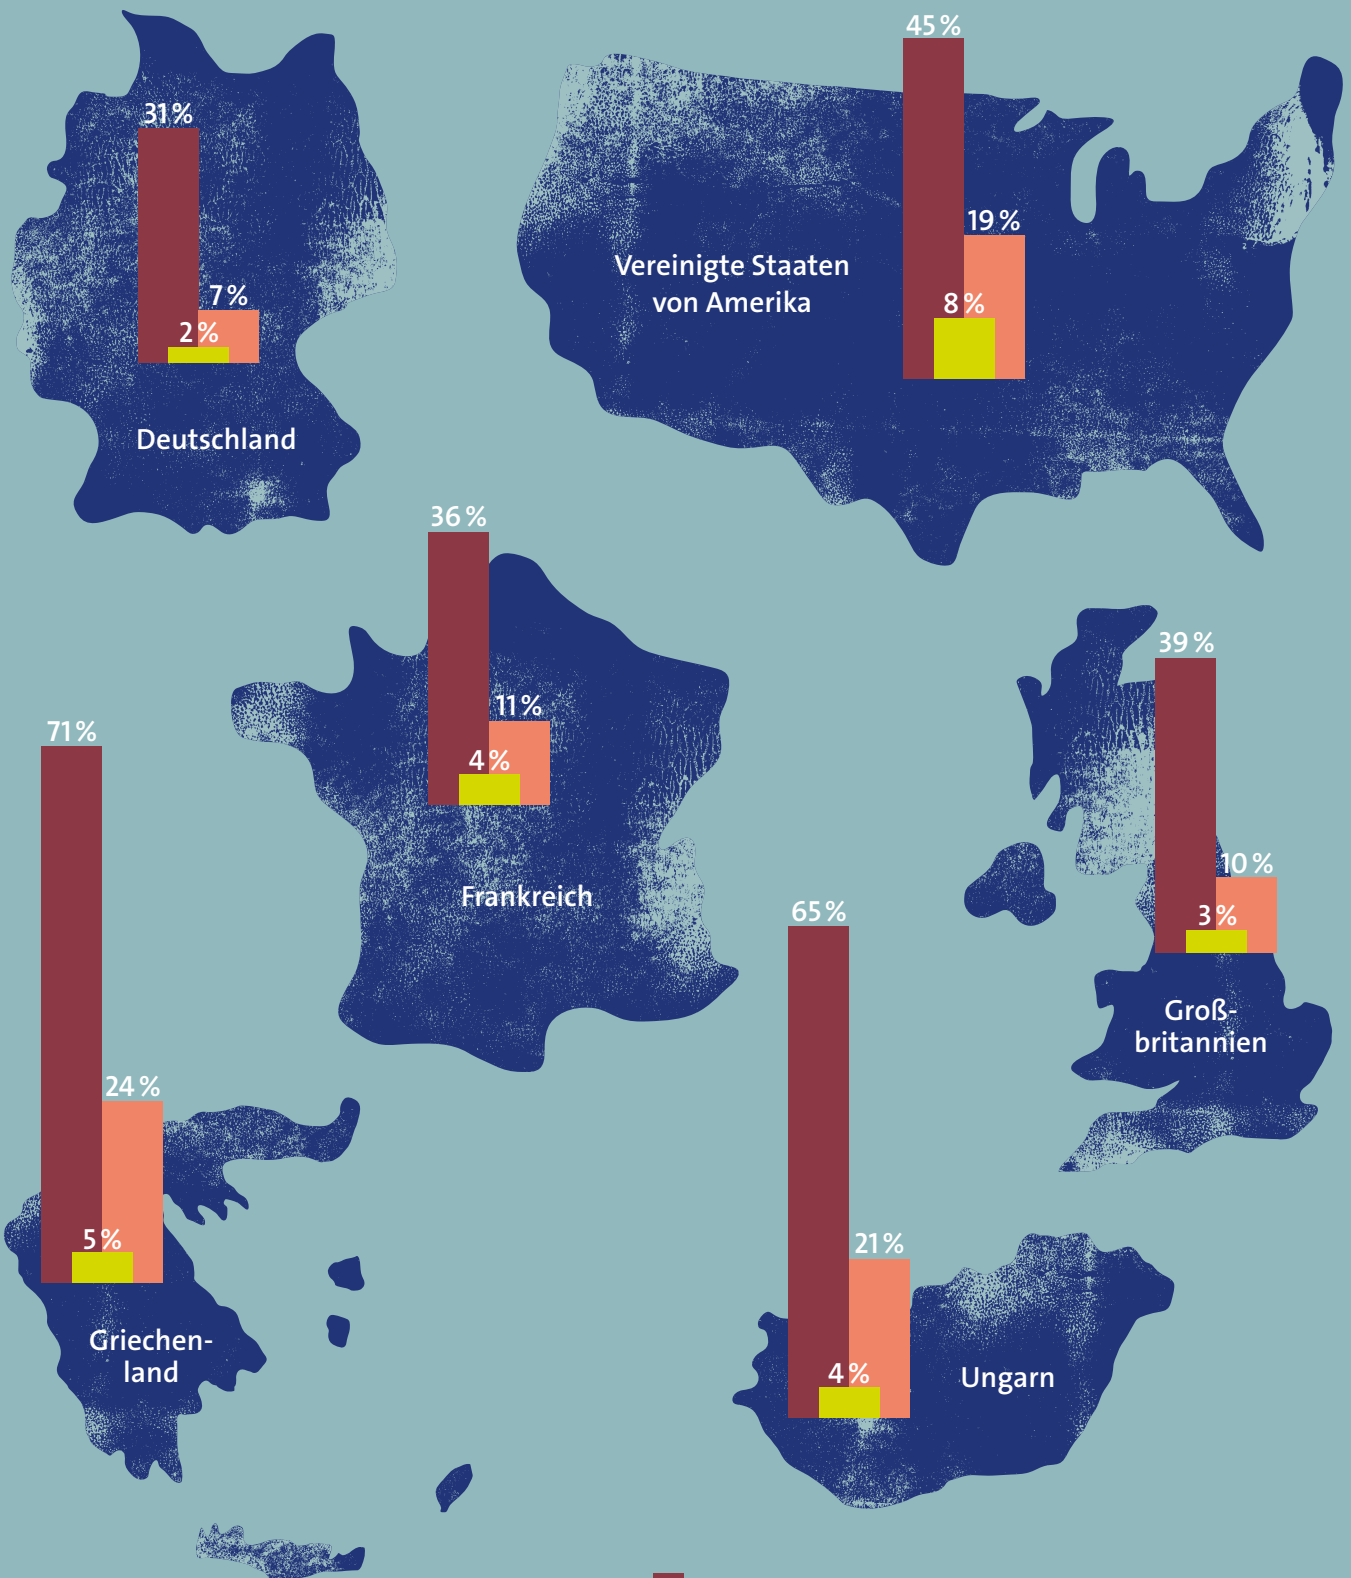 31 %
7 %
2 %
Deutschland
45 %
19 %
8 %
Vereinigte Staaten
von Amerika
36 %
11 %
4 %
Frankreich
39 %
10 %
3 %
Groß-
britannien
71 %
24 %
5 %
Griechen-
land
65 %
21 %
4 %
Ungarn